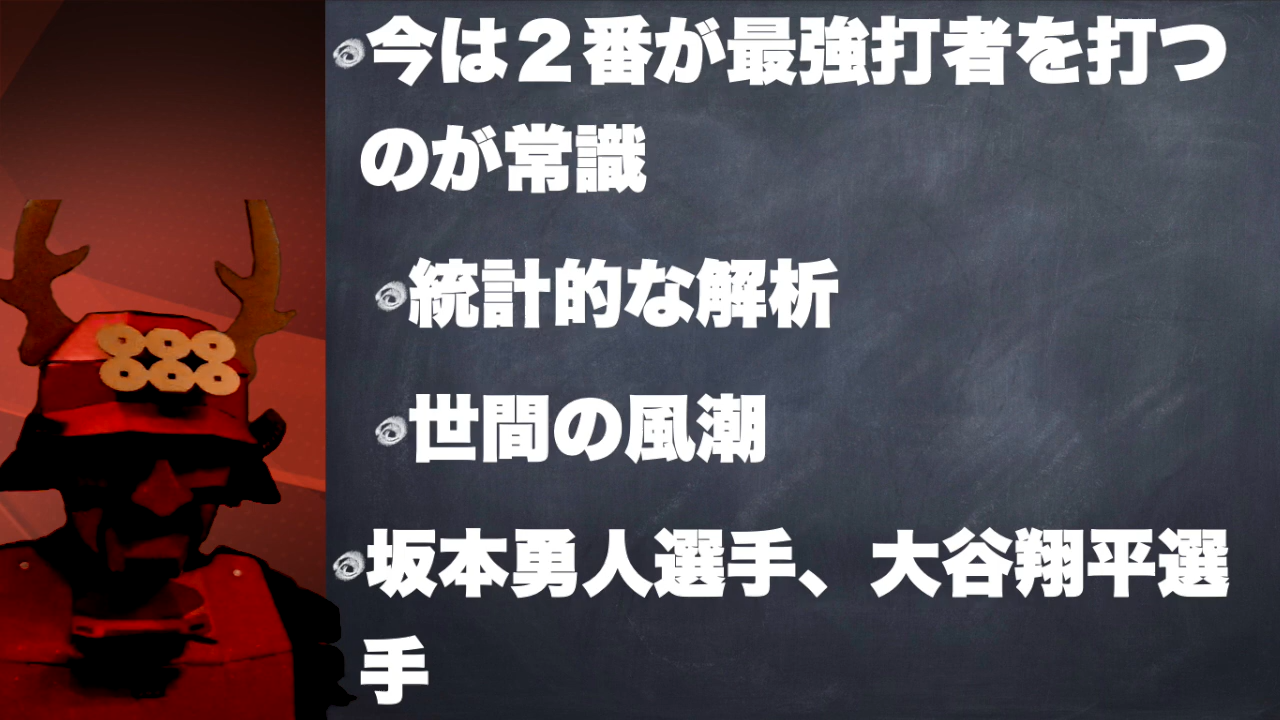 今は２番が最強打者を打つ
のが常識
統計的な解析
世間の風潮
坂本勇人選手、大谷翔平選
手